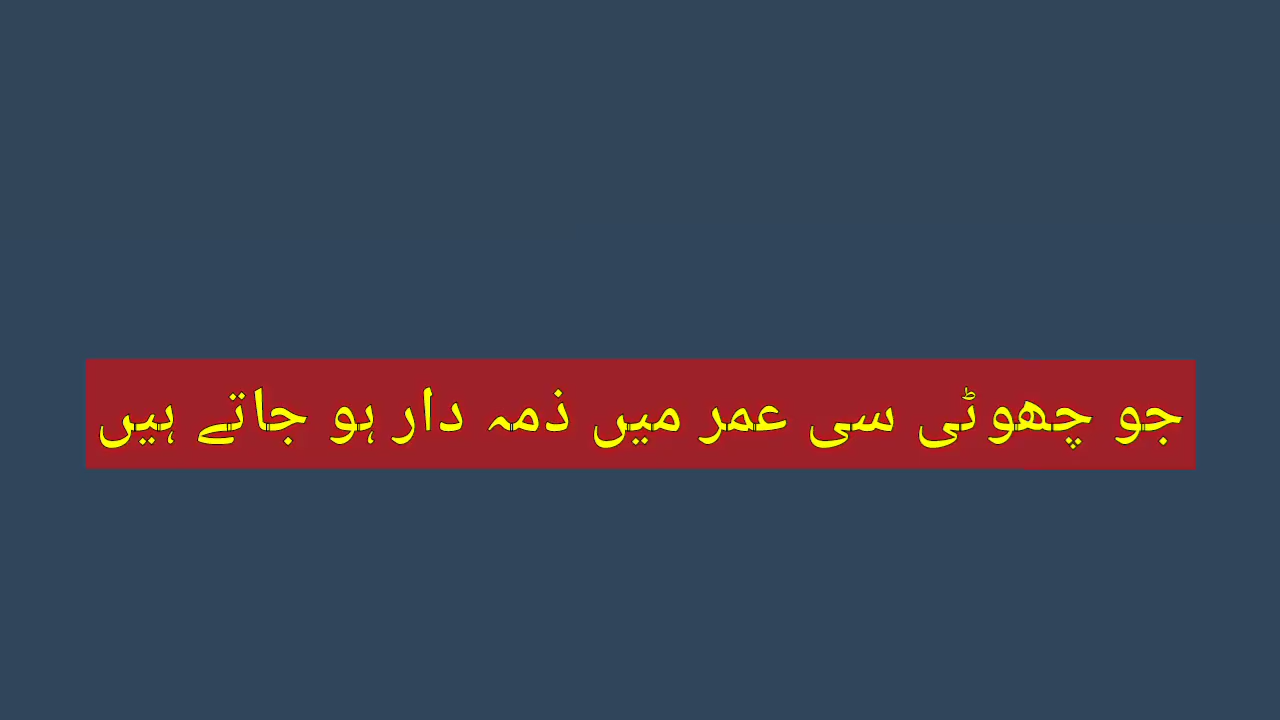 جو چھوٹی سی عمر میں ذمہ دار ہو جاتے ہیں